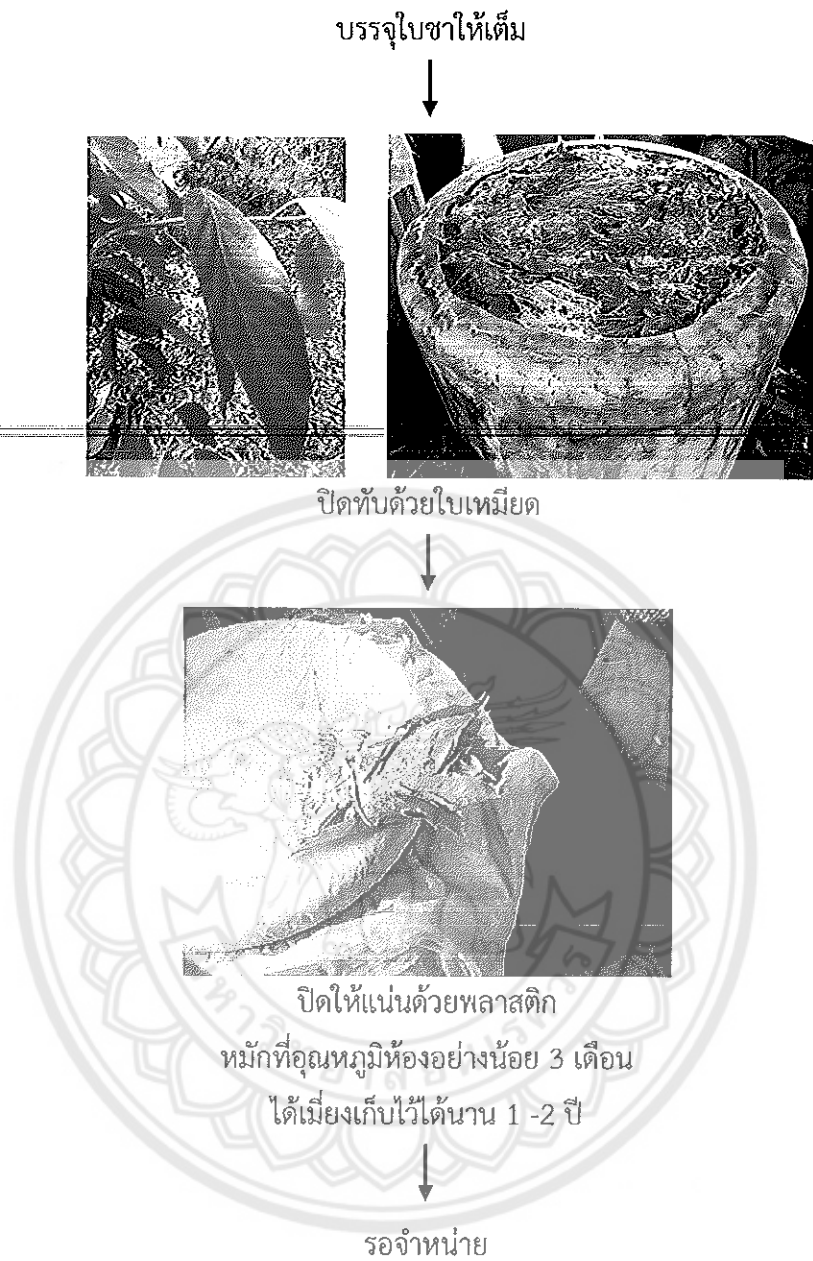 บรรจุใบชาให้เต็ม
ปิดทับด้วยใบเหมียด
ปิดให้แน่นด้วยพลาสติก
หมักที่อุณหภูมิห้องอย่างน้อย 3 เดือน
ได้เมี่ยงเก็บไว้ได้นาน 1 -2 ปี
รอจำหน่าย